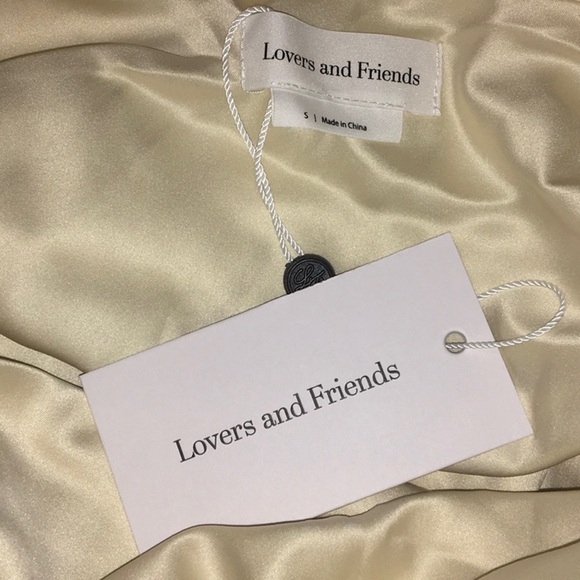 Lovers and Friends
S | Made in China
Lovers and Friends